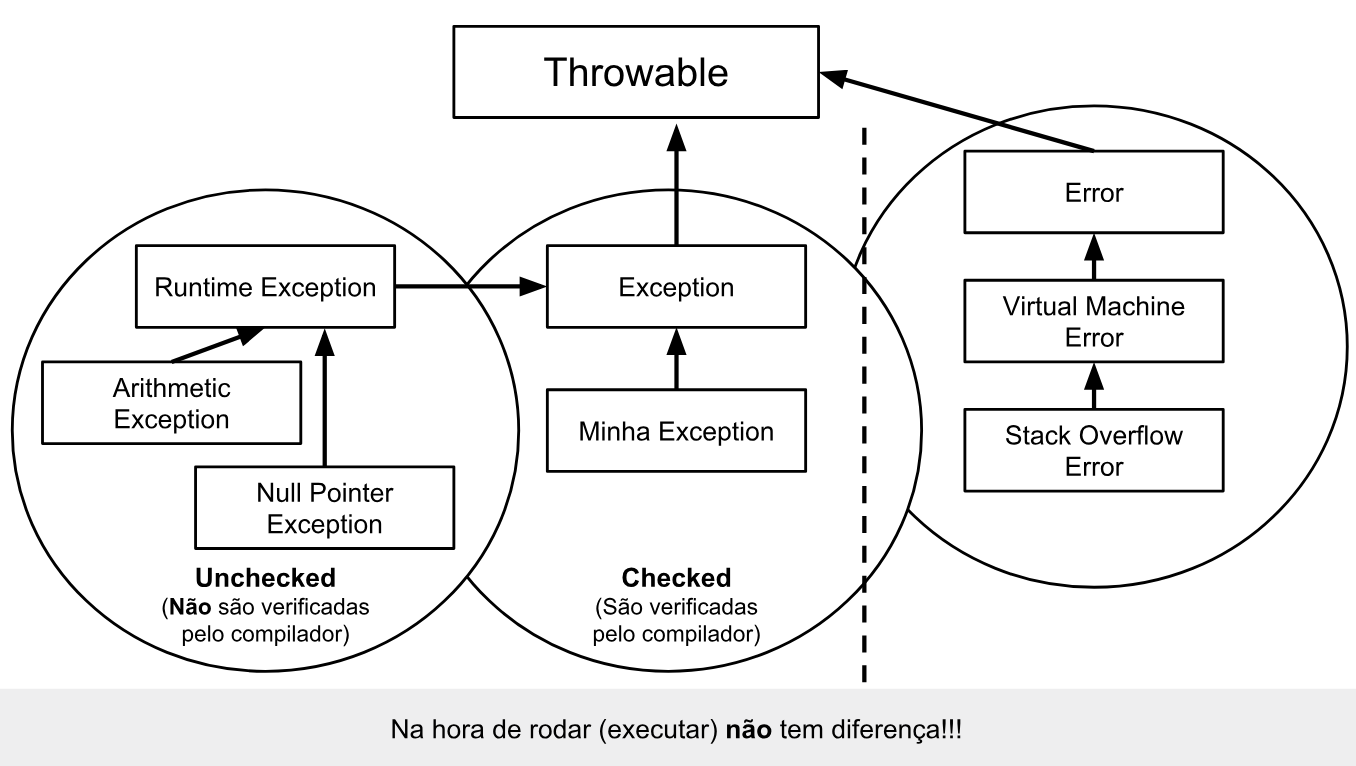 Throwable
Error
Runtime Exception
Exception
Virtual Machine
Error
Arithmetic
Exception
Minha Exception
Stack Overflow
Error
Null Pointer
Exception
Unchecked
(Não são verificadas
pelo compilador)
Checked
(São verificadas
pelo compilador)
Na hora de rodar (executar) não tem diferença!!!